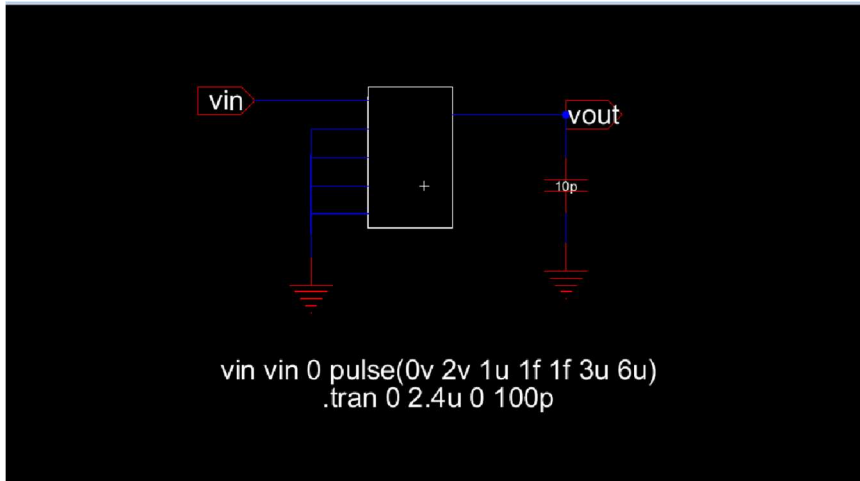 vin
vout
10p
vin vin 0 pulse(0v 2v 1u 1f 1f 3u 6u)
.tran 0 2.4u 0 100p